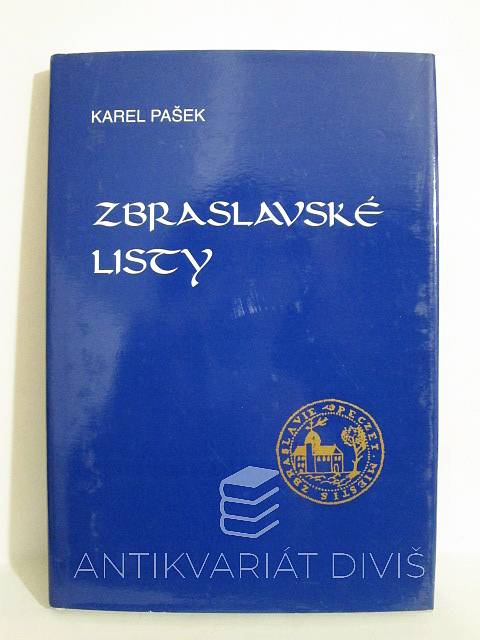 KAREL PAŠEK
ZBRASLAVSKÉ
LISTY
PECZET MIESTIS ZBRASLAVIE
ANTIKVARIÁT DIVIŠ